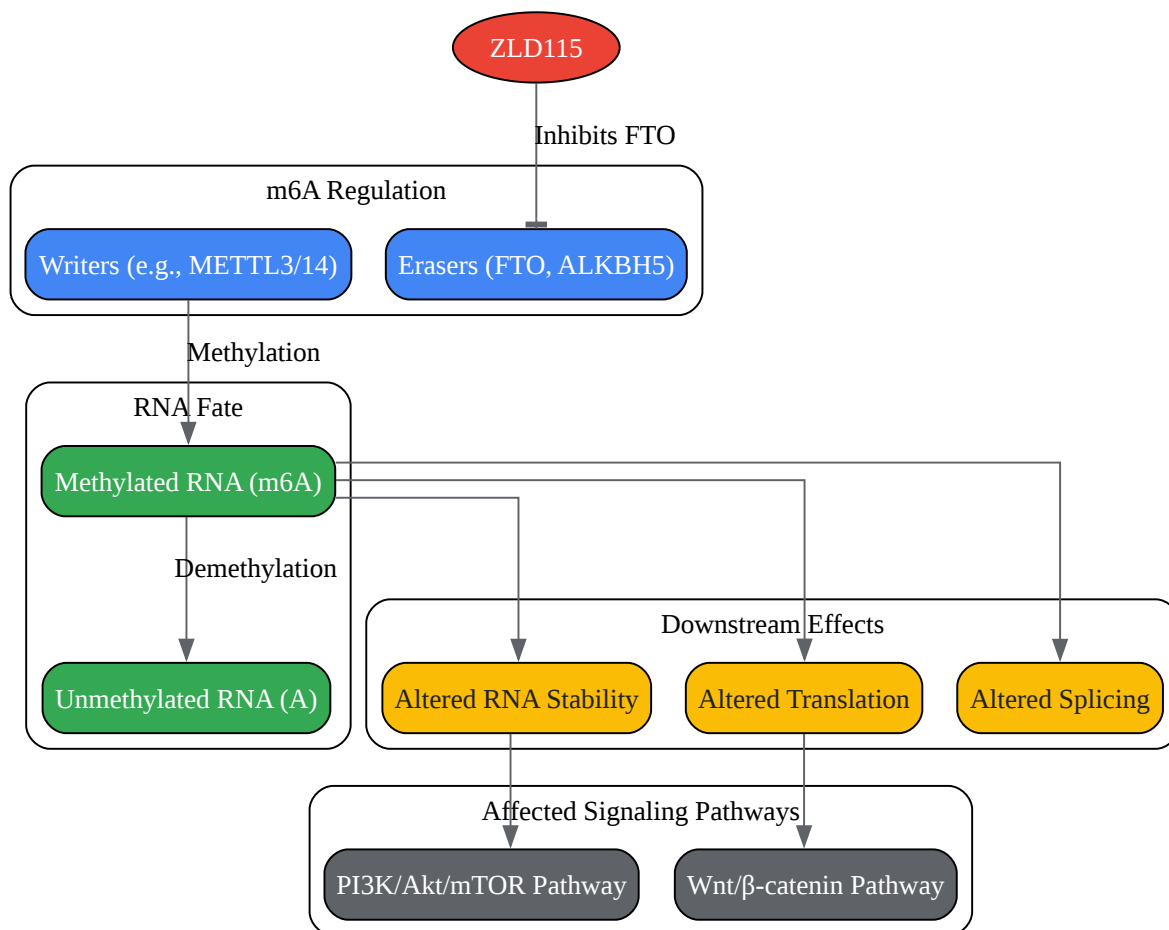 ZLD115
Inhibits FTO
m6A Regulation
Writers (e.g., METTL3/14)
Erasers (FTO, ALKBH5)
Methylation
RNA Fate
Methylated RNA (m6A)
Demethylation
Downstream Effects
Unmethylated RNA (A)
Altered RNA Stability
Altered Translation
Altered Splicing
Affected Signaling Pathways
PI3K/Akt/mTOR Pathway
Wnt/β-catenin Pathway